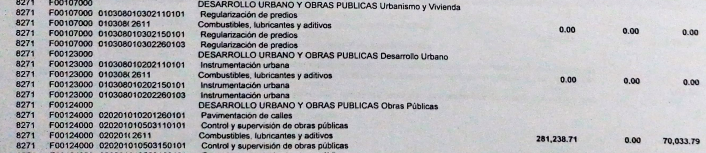 8271 F00107000 DESARROLLO URBANO Y OBRAS PUBLICAS Urbanismo y Vivienda
8271 F00107000 010308010302110101 Regularización de predios
8271 F00107000 010308( 2611 Combustibles, lubricantes y aditivos 0.00 0.00 0.00
8271 F00107000 010308010302150101 Regularización de predios
8271 F00107000 010308010302260103 Regularización de predios
8271 F00123000 DESARROLLO URBANO Y OBRAS PUBLICAS Desarrollo Urbano
8271 F00123000 010308010202110101 Instrumentación urbana
8271 F00123000 010308( 2611 Combustibles, lubricantes y aditivos 0.00 0.00 0.00
8271 F00123000 010308010202150101 Instrumentación urbana
8271 F00123000 010308010202260103 Instrumentación urbana
8271 F00124000 DESARROLLO URBANO Y OBRAS PUBLICAS Obras Públicas
8271 F00124000 020201010201260101 Pavimentación de calles
8271 F00124000 020201010503110101 Control y supervisión de obras públicas
8271 F00124000 020201( 2611 Combustibles, lubricantes y aditivos 281,238.71 0.00 70,033.79
8271 F00124000 020201010503150101 Control y supervisión de obras públicas